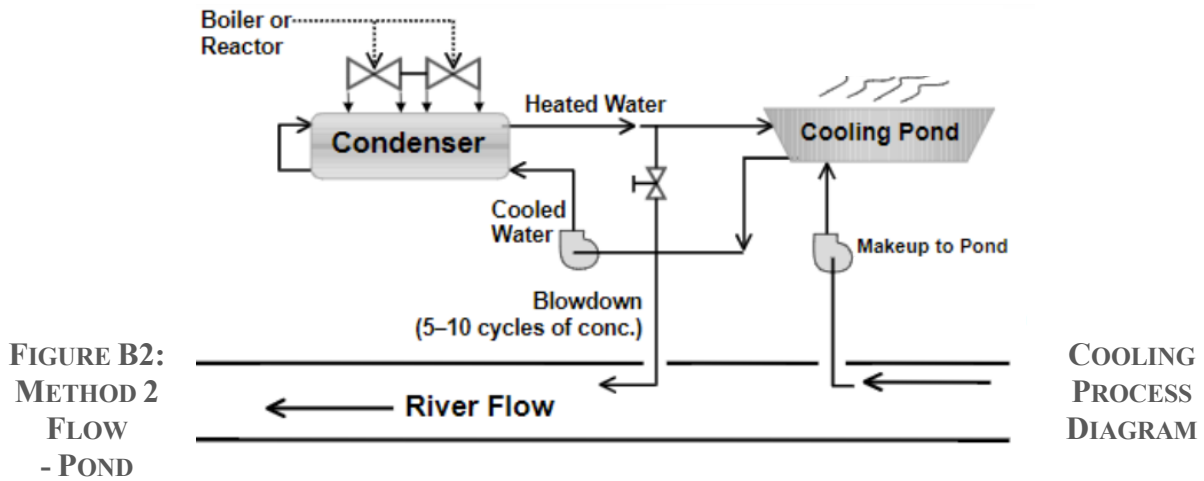 Boiler or
Reactor
Heated Water
Condenser
Cooling Pond
Cooled
Water
Makeup to Pond
Blowdown
(5–10 cycles of conc.)
River Flow
FIGURE B2:
METHOD 2
FLOW
- POND
COOLING
PROCESS
DIAGRAM